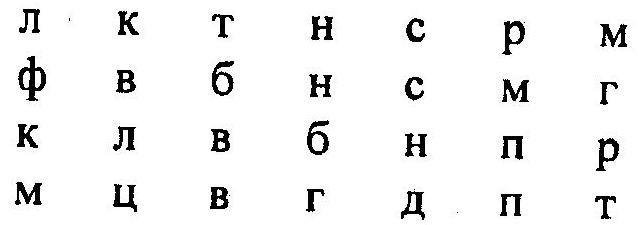 л к т н с р м
ф в б н с м г
к л в б н п р
м ц в г д п т